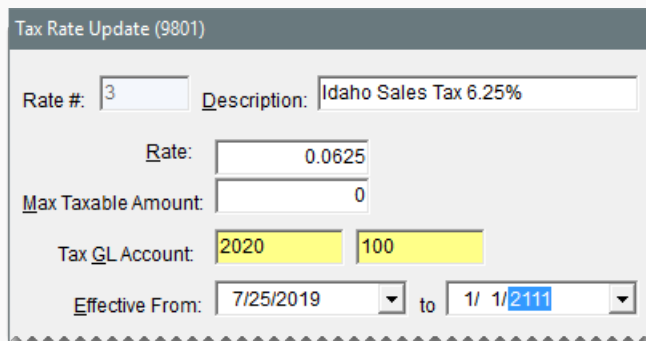 Tax Rate Update (9801)
Rate #: 3 Description: Idaho Sales Tax 6.25%
Rate: 0.0625
Max Taxable Amount: 0
Tax GL Account: 2020 100
Effective From: 7/25/2019 to 1/ 1/2111